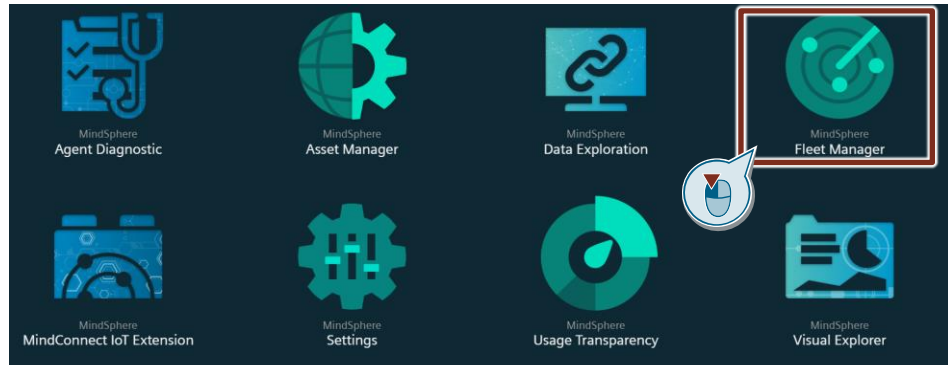 MindSphere
Agent Diagnostic
MindSphere
Asset Manager
MindSphere
Data Exploration
MindSphere
Fleet Manager
MindSphere
MindConnect IoT Extension
MindSphere
Settings
MindSphere
Usage Transparency
MindSphere
Visual Explorer